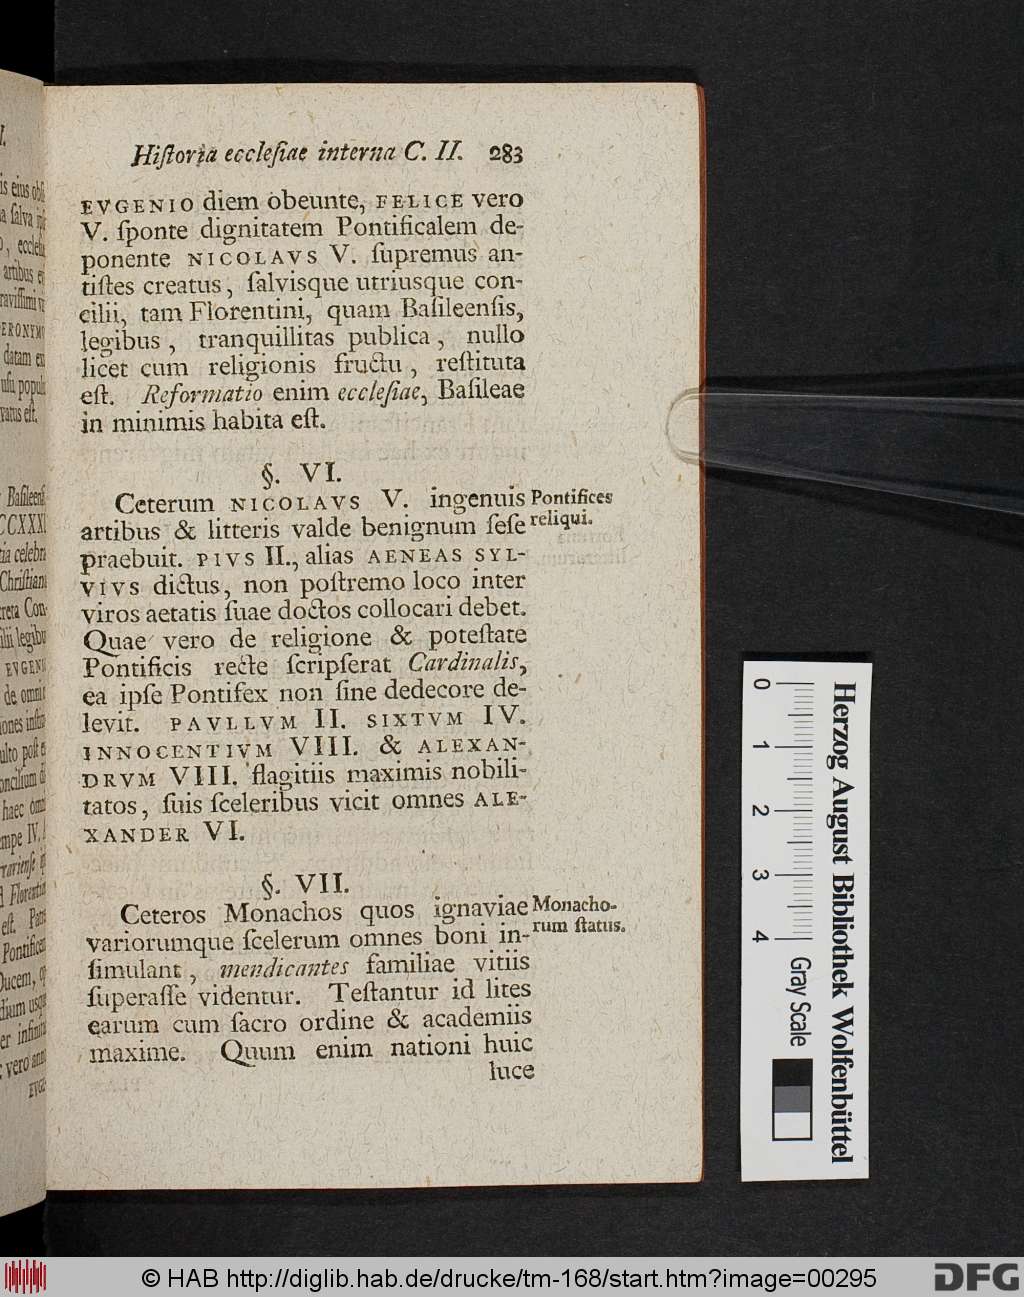 Hiſtoria eccleſiae interna C. II. 283
EVGENIO diem obeunte, FELICE vero
V. ſponte dignitatem Pontificalem de-
ponente NICOLAVS V. ſupremus an-
tiſtes creatus, ſalvisque utriusque con-
cilii, tam Florentini, quam Baſileenſis,
legibus, tranquillitas publica, nullo
licet cum religionis fructu, reſtituta
eſt. Reformatio enim eccleſiae, Baſileae
in minimis habita eſt.
§. VI.
Ceterum NICOLAVS V. ingenuis
Pontifices
reliqui.
artibus & litteris valde benignum ſeſe
praebuit. PIVS II., alias AENEAS SYL-
VIVS dictus, non poſtremo loco inter
viros aetatis ſuae doctos collocari debet.
Quae vero de religione & poteſtate
Pontificis recte ſcripſerat Cardinalis,
ea ipſe Pontifex non ſine dedecore de-
levit. PAVLLVM II. SIXTVM IV.
INNOCENTIVM VIII. & ALEXAN-
DRVM VIII. flagitiis maximis nobili-
tatos, ſuis ſceleribus vicit omnes ALE-
XANDER VI.
§. VII.
Ceteros Monachos quos ignaviae
Monacho-
rum ſtatus.
variorumque ſcelerum omnes boni in-
ſimulant, mendicantes familiae vitiis
ſuperaſſe videntur. Teſtantur id lites
earum cum ſacro ordine & academiis
maxime. Quum enim nationi huic
luce
0 1 2 3 4
Gray Scale
Herzog August Bibliothek Wolfenbüttel
© HAB http://diglib.hab.de/drucke/tm-168/start.htm?image=00295
DFG